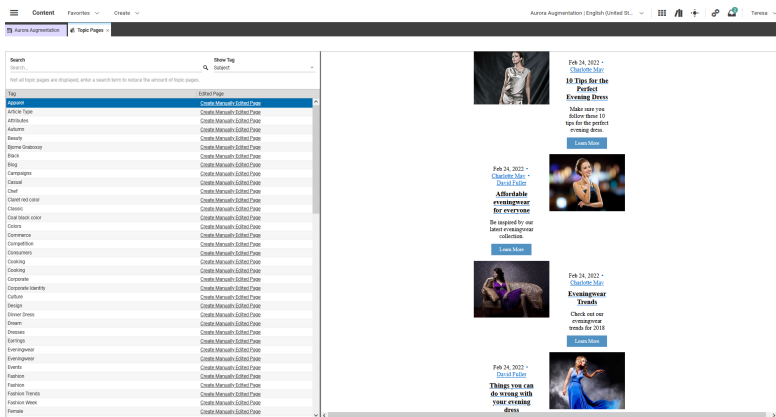 Content Favorites Create Aurora Augmentation | English (United St... Teresa
Aurora Augmentation Topic Pages ×
Search Show Tag
Search... Subject
Not all topic pages are displayed, enter a search term to reduce the amount of topic pages.
Tag Edited Page
Apparel Create Manually Edited Page
Article Type Create Manually Edited Page
Attributes Create Manually Edited Page
Autumn Create Manually Edited Page
Beauty Create Manually Edited Page
Bjorne Grabossy Create Manually Edited Page
Black Create Manually Edited Page
Blog Create Manually Edited Page
Campaigns Create Manually Edited Page
Casual Create Manually Edited Page
Chef Create Manually Edited Page
Claret red color Create Manually Edited Page
Classic Create Manually Edited Page
Coal black color Create Manually Edited Page
Colors Create Manually Edited Page
Commerce Create Manually Edited Page
Competition Create Manually Edited Page
Consumers Create Manually Edited Page
Cooking Create Manually Edited Page
Cooking Create Manually Edited Page
Corporate Create Manually Edited Page
Corporate Identity Create Manually Edited Page
Culture Create Manually Edited Page
Design Create Manually Edited Page
Dinner Dress Create Manually Edited Page
Dream Create Manually Edited Page
Dresses Create Manually Edited Page
Earrings Create Manually Edited Page
Eveningwear Create Manually Edited Page
Eveningwear Create Manually Edited Page
Events Create Manually Edited Page
Fashion Create Manually Edited Page
Fashion Create Manually Edited Page
Fashion Trends Create Manually Edited Page
Fashion Week Create Manually Edited Page
Female Create Manually Edited Page
Feb 24, 2022 •
Charlotte May
10 Tips for the
Perfect
Evening Dress
Make sure you
follow these 10
tips for the perfect
evening dress.
Learn More
Feb 24, 2022 •
Charlotte May •
David Fuller
Affordable
eveningwear
for everyone
Be inspired by our
latest eveningwear
collection.
Learn More
Feb 24, 2022 •
Charlotte May
Eveningwear
Trends
Check out our
eveningwear
trends for 2018
Learn More
Feb 24, 2022 •
David Fuller
Things you can
do wrong with
your evening
dress